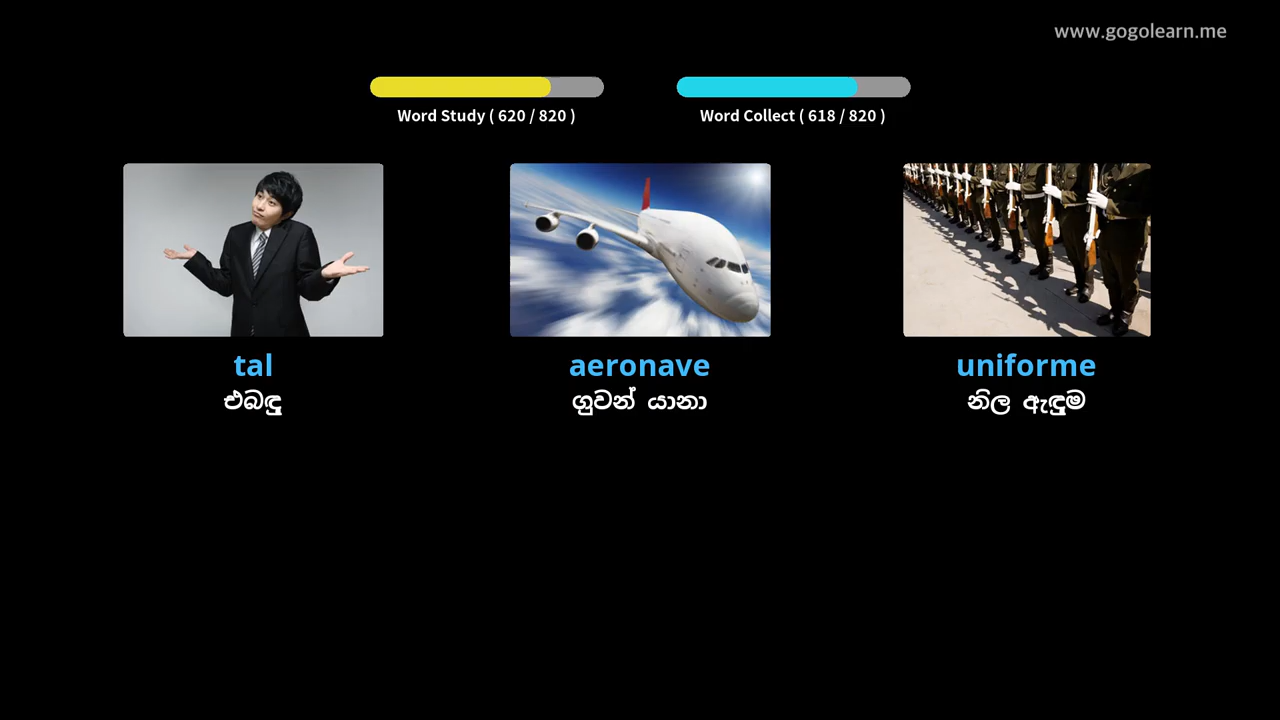 www.gogolearn.me
Word Study ( 620 / 820 )
Word Collect ( 618 / 820 )
tal
එබඳු
aeronave
ගුවන් යානා
uniforme
නිල ඇඳුම